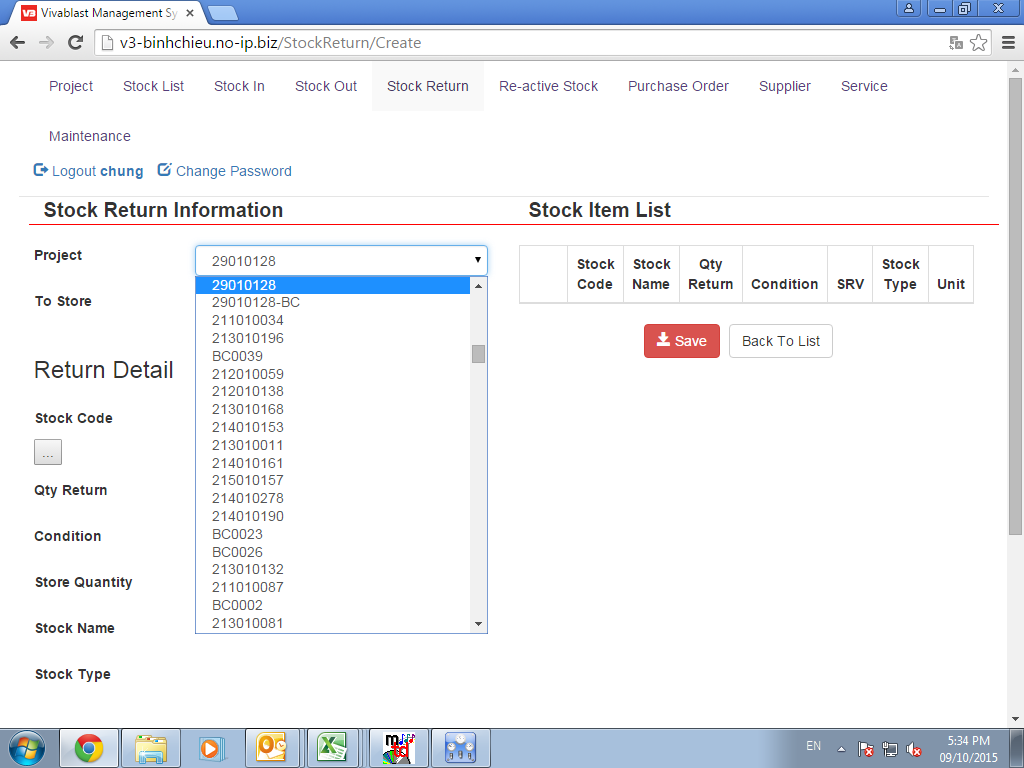 Vivablast Management Sy
v3-binhchieu.no-ip.biz/StockReturn/Create
Project Stock List Stock In Stock Out Stock Return Re-active Stock Purchase Order Supplier Service
Maintenance
Logout chung Change Password
Stock Return Information
Project
29010128
29010128
29010128-BC
211010034
213010196
BC0039
212010059
212010138
213010168
214010153
213010011
214010161
215010157
214010278
214010190
BC0023
BC0026
213010132
211010087
BC0002
213010081
To Store
Return Detail
Stock Code
...
Qty Return
Condition
Store Quantity
Stock Name
Stock Type
Stock Item List
Stock Code Stock Name Qty Return Condition SRV Stock Type Unit
Save Back To List
EN
5:34 PM
09/10/2015